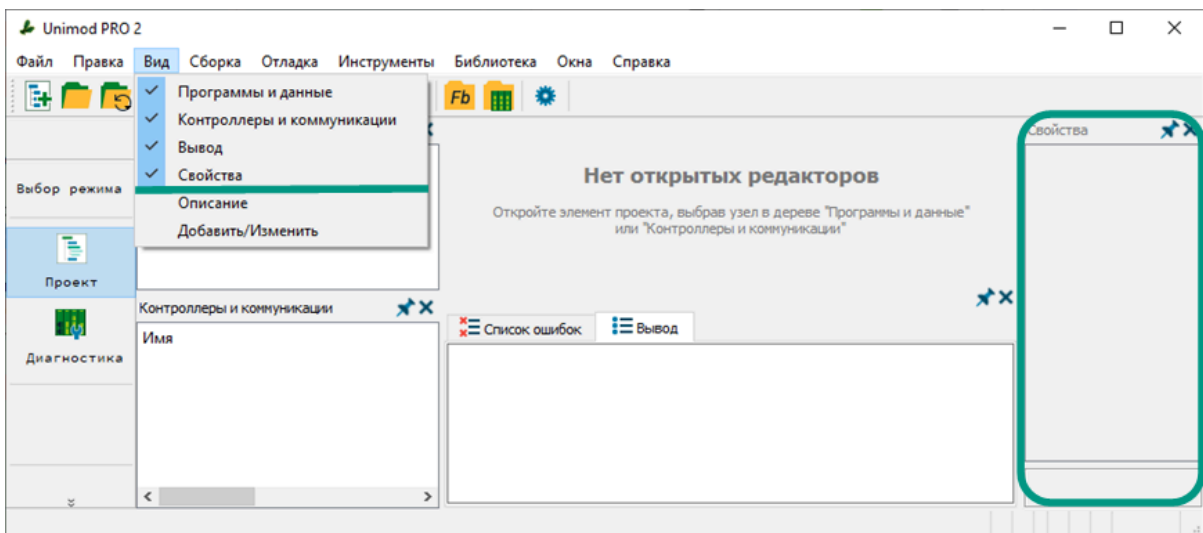 Unimod PRO 2
Файл Правка Вид Сборка Отладка Инструменты Библиотека Окна Справка
Fb
Программы и данные
Контроллеры и коммуникации
Вывод
Свойства
Описание
Добавить/Изменить
Выбор режима
Проект
Диагностика
Контроллеры и коммуникации
Имя
Нет открытых редакторов
Откройте элемент проекта, выбрав узел в дереве "Программы и данные"
или "Контроллеры и коммуникации"
Список ошибок Вывод
Свойства